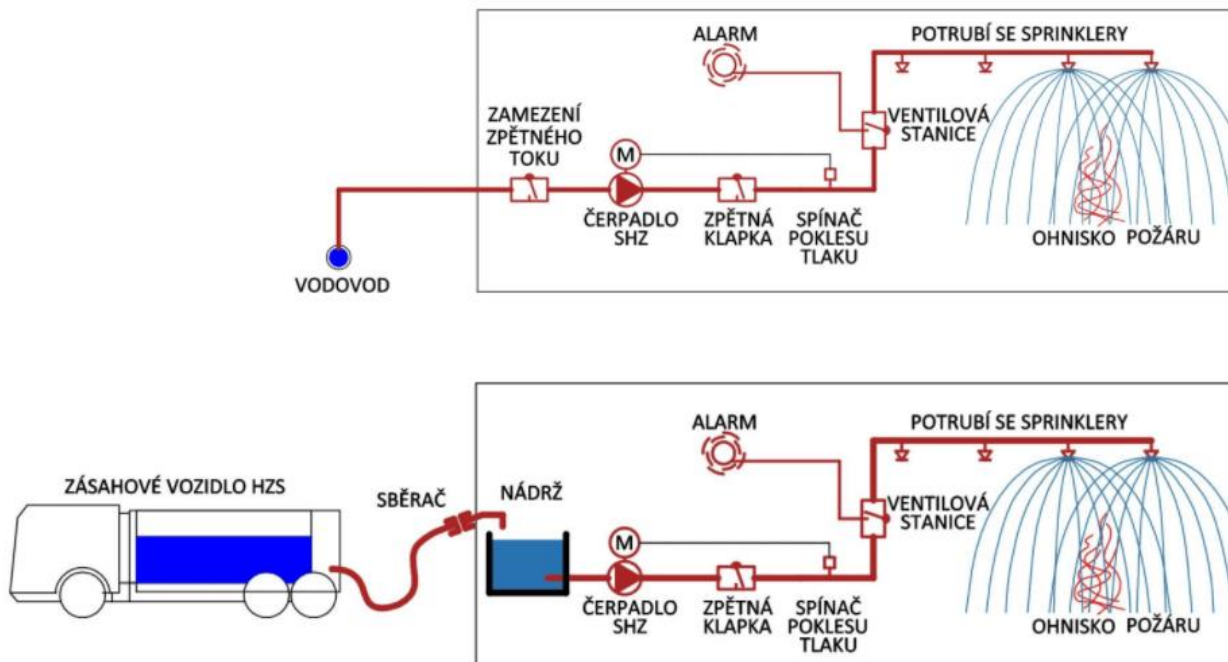 ALARM
POTRUBÍ SE SPRINKLERY
ZAMEZENÍ
ZPĚTNÉHO
TOKU
M
VENTILOVÁ
STANICE
ČERPADLO
SHZ
ZPĚTNÁ
KLAPKA
SPÍNAČ
POKLESU
TLAKU
OHNISKO POŽÁRU
VODOVOD
ALARM
POTRUBÍ SE SPRINKLERY
ZÁSAHOVÉ VOZIDLO HZS
SBĚRAČ
NÁDRŽ
VENTILOVÁ
STANICE
M
ČERPADLO
SHZ
ZPĚTNÁ
KLAPKA
SPÍNAČ
POKLESU
TLAKU
OHNISKO POŽÁRU